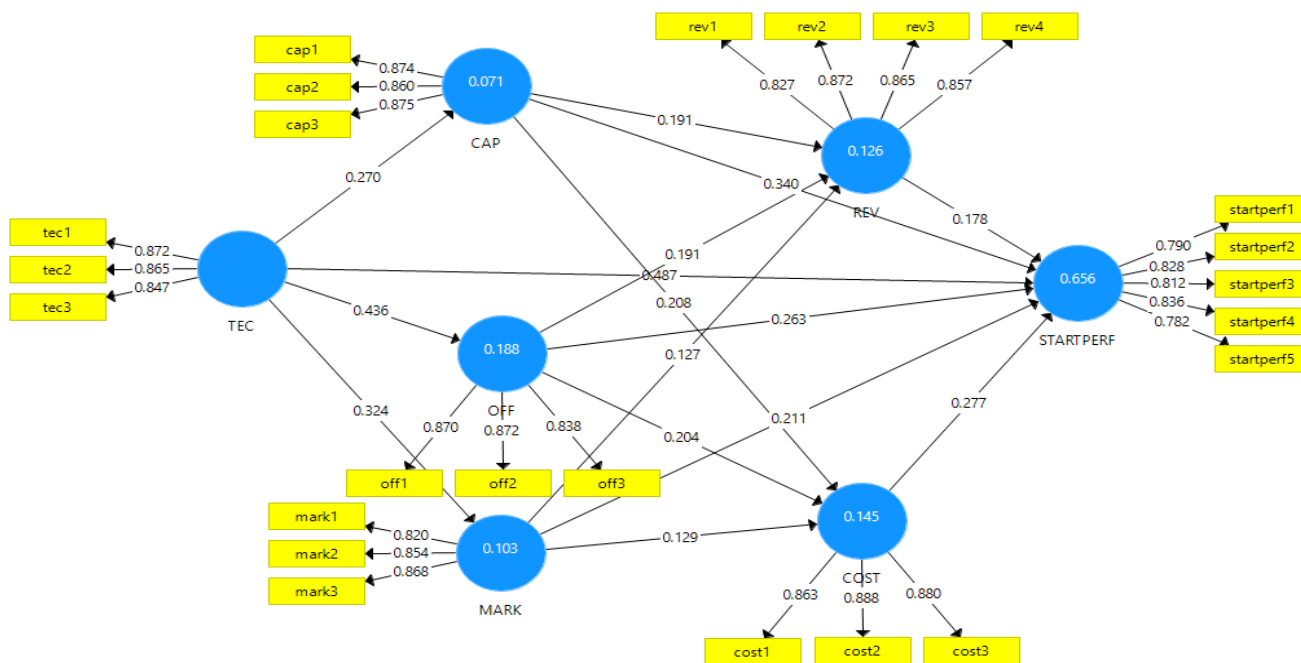 rev1 rev2 rev3 rev4
cap1
cap2
cap3
0.874
0.860
0.875
0.071
CAP
0.827
0.872
0.865
0.857
0.191
0.126
REV
0.270
0.340
0.178
tec1
tec2
tec3
0.872
0.865
0.847
TEC
0.191
0.487
0.208
startperf1
startperf2
startperf3
startperf4
startperf5
0.790
0.828
0.812
0.836
0.782
0.656
STARTPERF
0.436
0.263
0.188
OFF
0.127
0.324
0.211
0.277
0.870
0.872
0.838
0.204
off1 off2 off3
mark1
mark2
mark3
0.820
0.854
0.868
0.103
MARK
0.129
0.145
COST
0.863
0.888
0.880
cost1 cost2 cost3